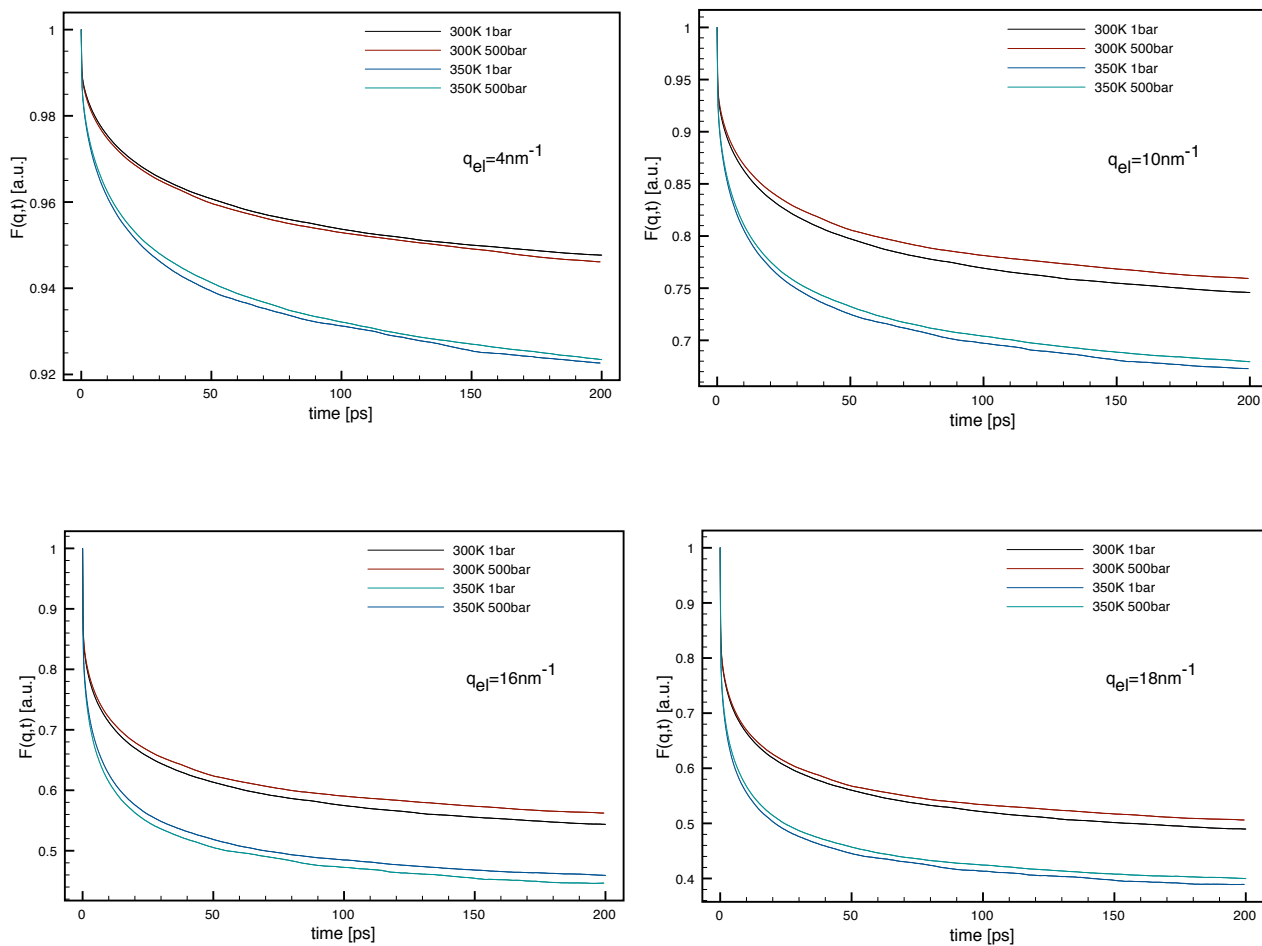 1
0.98
0.96
0.94
0.92
F(q,t) [a.u.]
300K 1bar
300K 500bar
350K 1bar
350K 500bar
q_el=4nm^-1
0
50
100
150
200
time [ps]
1
0.95
0.9
0.85
0.8
0.75
0.7
F(q,t) [a.u.]
300K 1bar
300K 500bar
350K 1bar
350K 500bar
q_el=10nm^-1
0
50
100
150
200
time [ps]
1
0.9
0.8
0.7
0.6
0.5
F(q,t) [a.u.]
300K 1bar
300K 500bar
350K 1bar
350K 500bar
q_el=16nm^-1
0
50
100
150
200
time [ps]
1
0.9
0.8
0.7
0.6
0.5
0.4
F(q,t) [a.u.]
300K 1bar
300K 500bar
350K 1bar
350K 500bar
q_el=18nm^-1
0
50
100
150
200
time [ps]